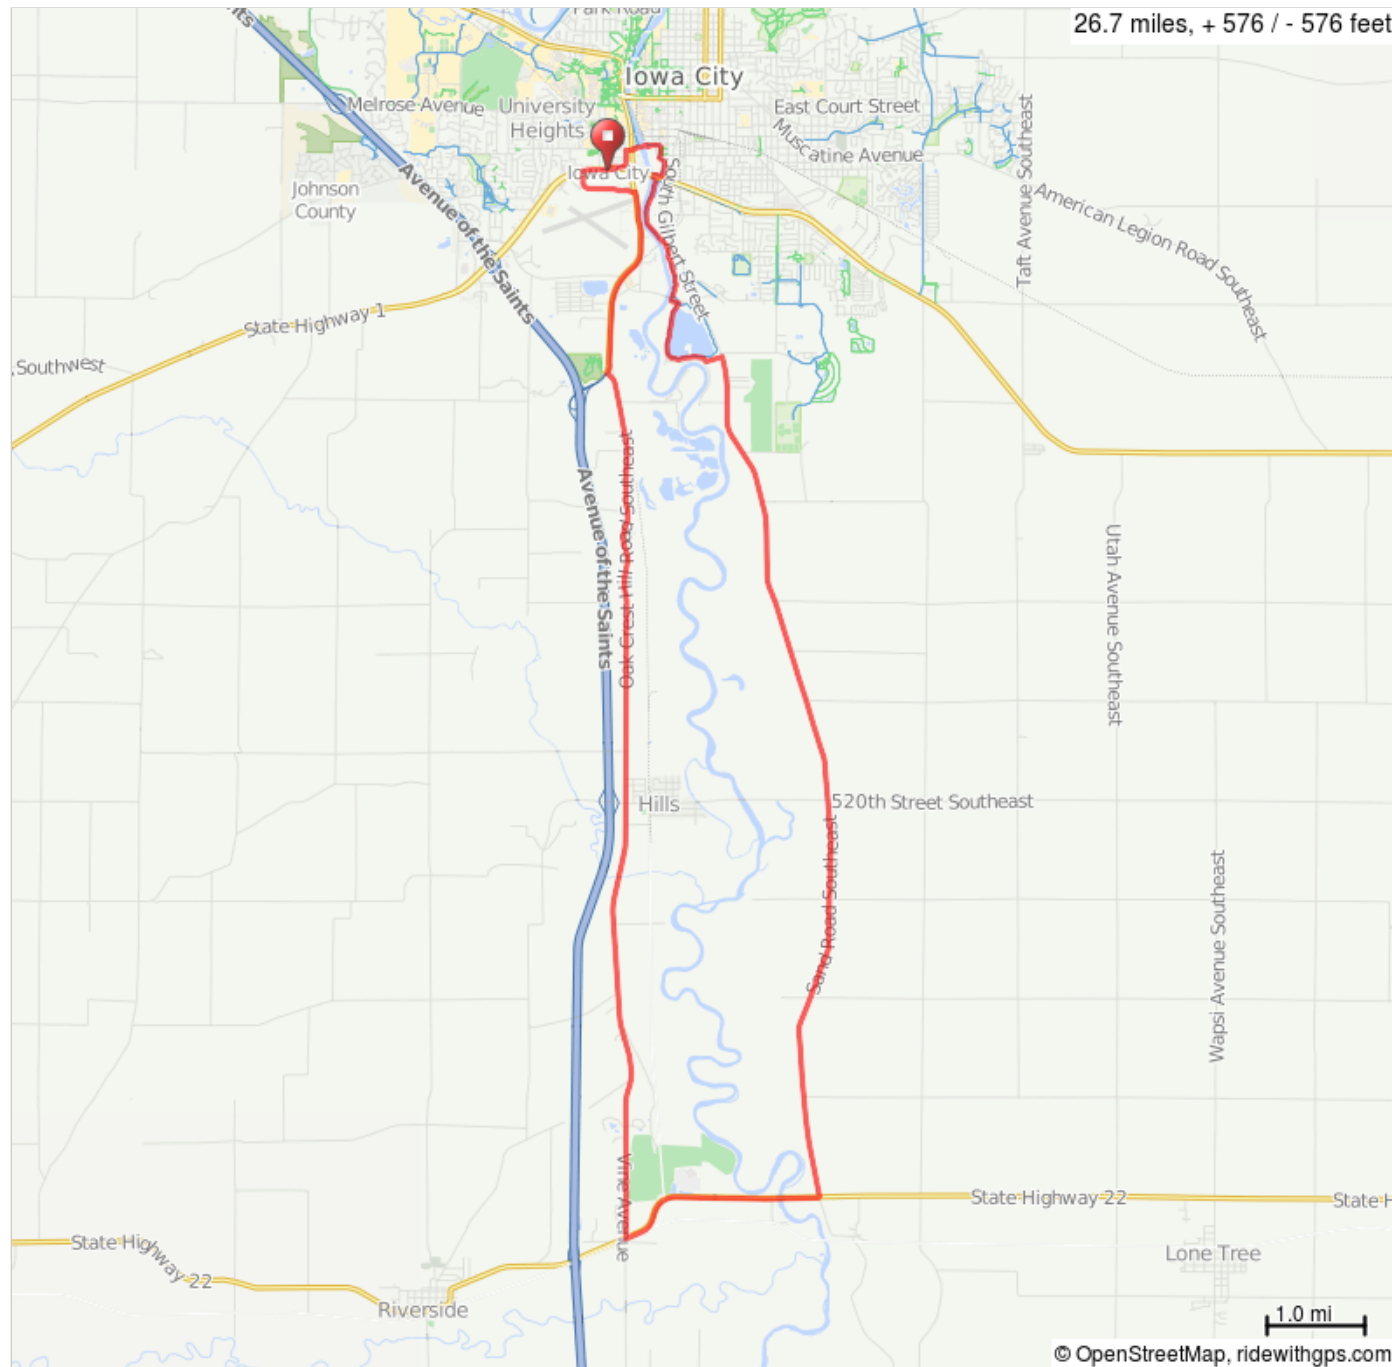 nts
Park Road
26.7 miles, + 576 / - 576 feet
Iowa City
Melrose Avenue
University
Heights
East Court Street
Muscatine Avenue
Iowa City
Johnson
County
Avenue of the Saints
South Gilbert Street
Taft Avenue Southeast
American Legion Road Southeast
State Highway 1
Southwest
Oak Crest Hill Road Southeast
Avenue of the Saints
Utah Avenue Southeast
Hills
520th Street Southeast
Sand Road Southeast
Wapsi Avenue Southeast
Vine Avenue
State Highway 22
State H
State Highway 22
Lone Tree
Riverside
1.0 mi
© OpenStreetMap, ridewithgps.com